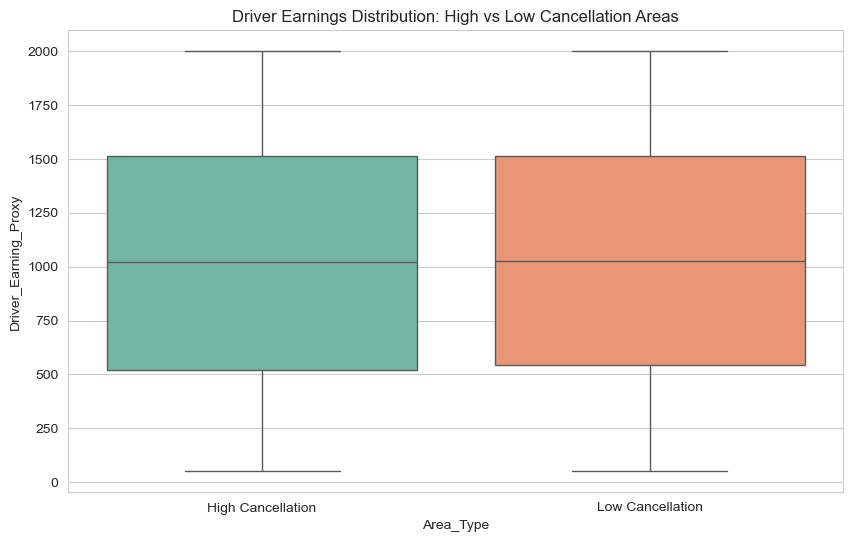 Driver Earnings Distribution: High vs Low Cancellation Areas
2000
1750
1500
1250
1000
750
500
250
0
Driver_Earning_Proxy
High Cancellation
Low Cancellation
Area_Type